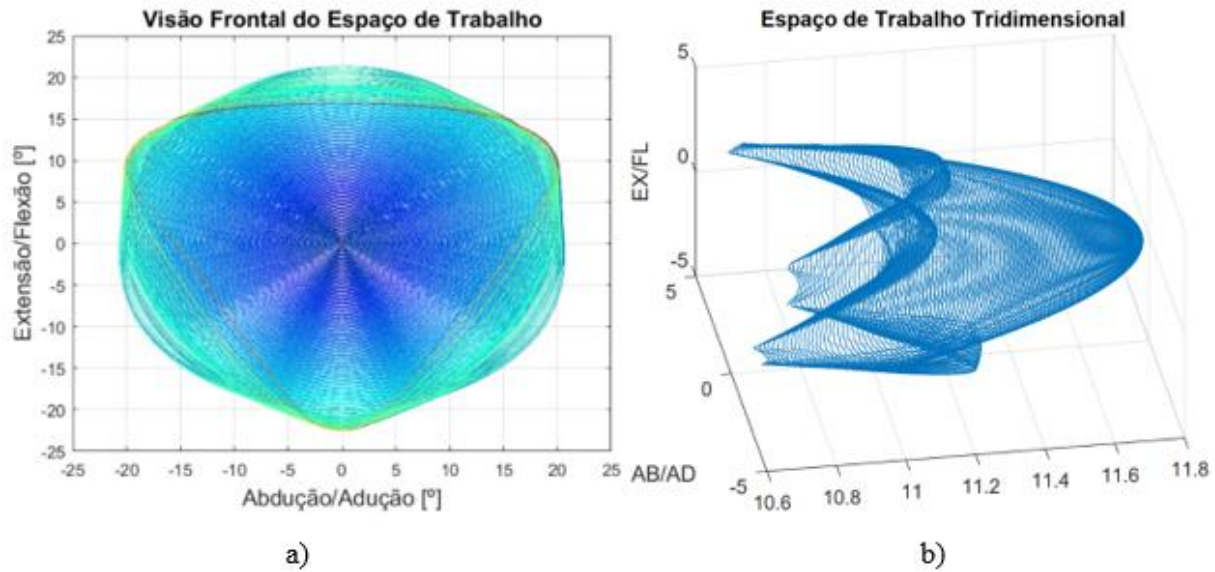 Visão Frontal do Espaço de Trabalho
25
20
15
10
5
0
-5
-10
-15
-20
-25
Extensão/Flexão [º]
-25 -20 -15 -10 -5 0 5 10 15 20 25
Abdução/Adução [º]
a)
Espaço de Trabalho Tridimensional
5
0
-5
EX/FL
5
0
-5
AB/AD
10.6 10.8 11 11.2 11.4 11.6 11.8
b)